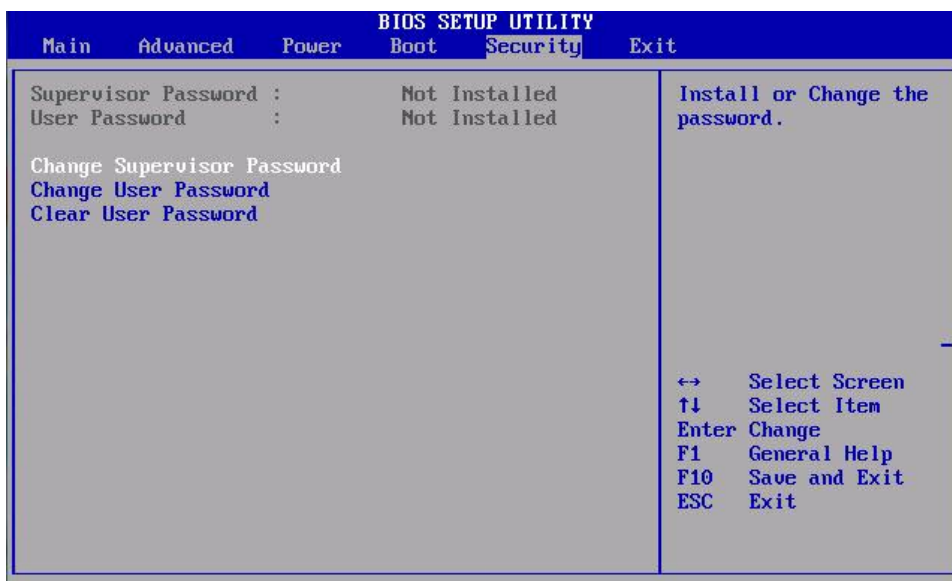 BIOS SETUP UTILITY
Main Advanced Power Boot Security Exit
Supervisor Password : Not Installed
User Password : Not Installed
Change Supervisor Password
Change User Password
Clear User Password
Install or Change the
password.
←→ Select Screen
↑↓ Select Item
Enter Change
F1 General Help
F10 Save and Exit
ESC Exit